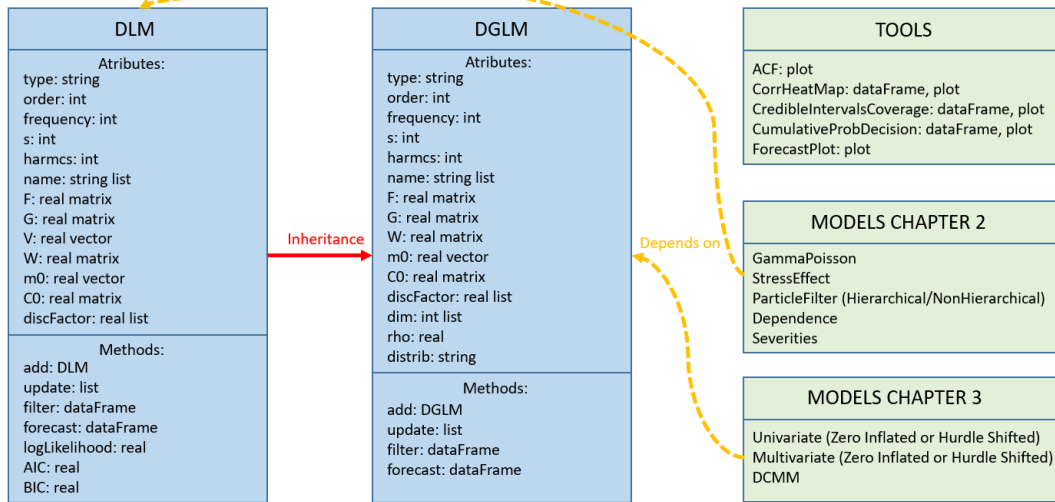 DLM
Atributes:
type: string
order: int
frequency: int
s: int
harmcs: int
name: string list
F: real matrix
G: real matrix
V: real vector
W: real matrix
m0: real vector
C0: real matrix
discFactor: real list
Methods:
add: DLM
update: list
filter: dataFrame
forecast: dataFrame
logLikelihood: real
AIC: real
BIC: real
Inheritance
DGLM
Atributes:
type: string
order: int
frequency: int
s: int
harmcs: int
name: string list
F: real matrix
G: real matrix
W: real matrix
m0: real vector
C0: real matrix
discFactor: real list
dim: int list
rho: real
distrib: string
Methods:
add: DGLM
update: list
filter: dataFrame
forecast: dataFrame
Depends on
TOOLS
ACF: plot
CorrHeatMap: dataFrame, plot
CredibleIntervalsCoverage: dataFrame, plot
CumulativeProbDecision: dataFrame, plot
ForecastPlot: plot
MODELS CHAPTER 2
GammaPoisson
StressEffect
ParticleFilter (Hierarchical/NonHierarchical)
Dependence
Severities
MODELS CHAPTER 3
Univariate (Zero Inflated or Hurdle Shifted)
Multivariate (Zero Inflated or Hurdle Shifted)
DCMM